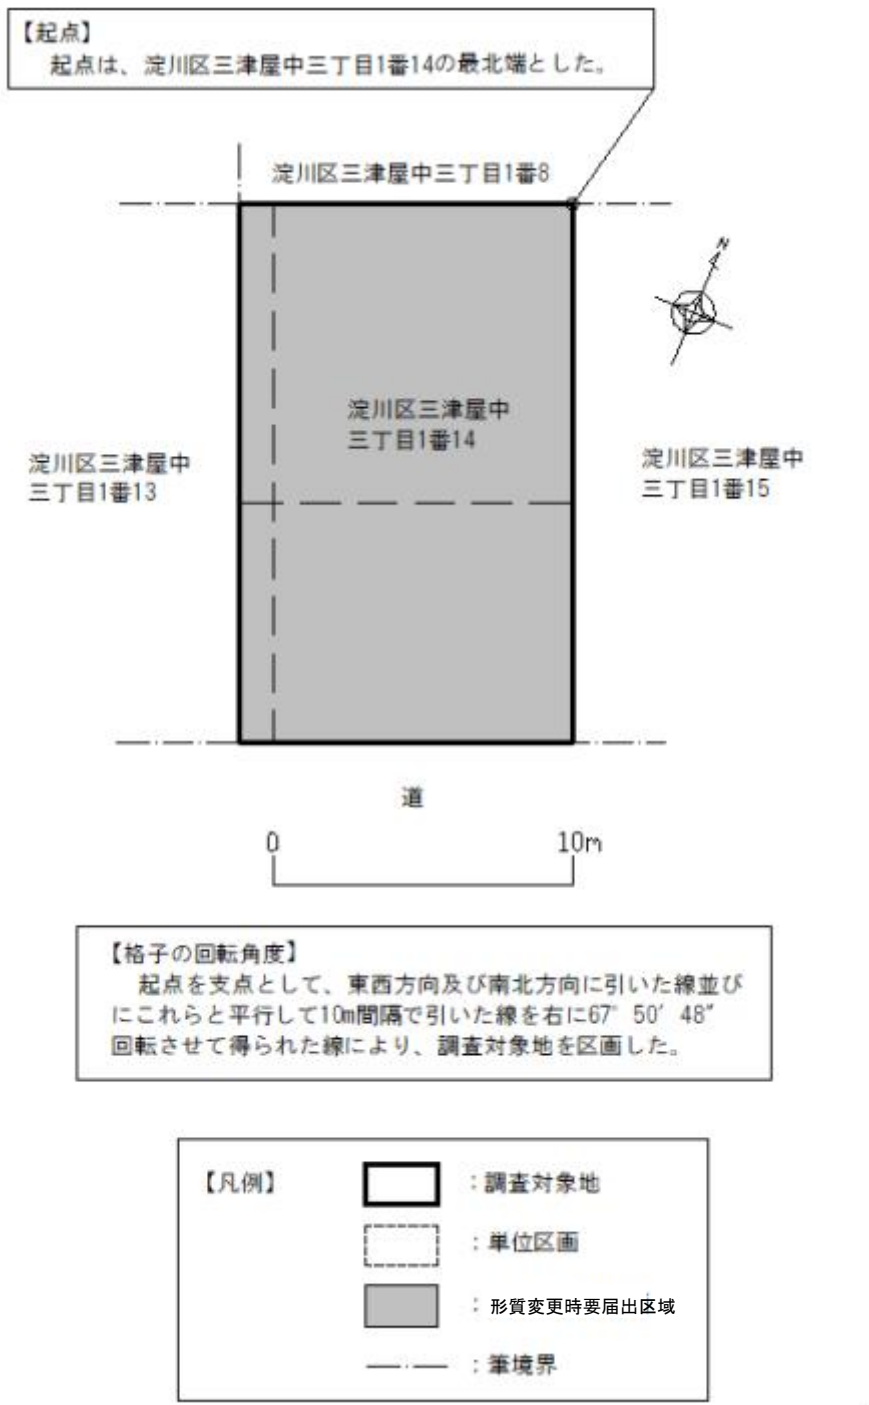 【起点】
起点は、淀川区三津屋中三丁目1番14の最北端とした。
淀川区三津屋中三丁目1番8
N
淀川区三津屋中
三丁目1番14
淀川区三津屋中
三丁目1番13
淀川区三津屋中
三丁目1番15
道
0 10m
【格子の回転角度】
起点を支点として、東西方向及び南北方向に引いた線並び
にこれらと平行して10m間隔で引いた線を右に67°50′48″
回転させて得られた線により、調査対象地を区画した。
【凡例】 :調査対象地
:単位区画
:形質変更時要届出区域
:筆境界